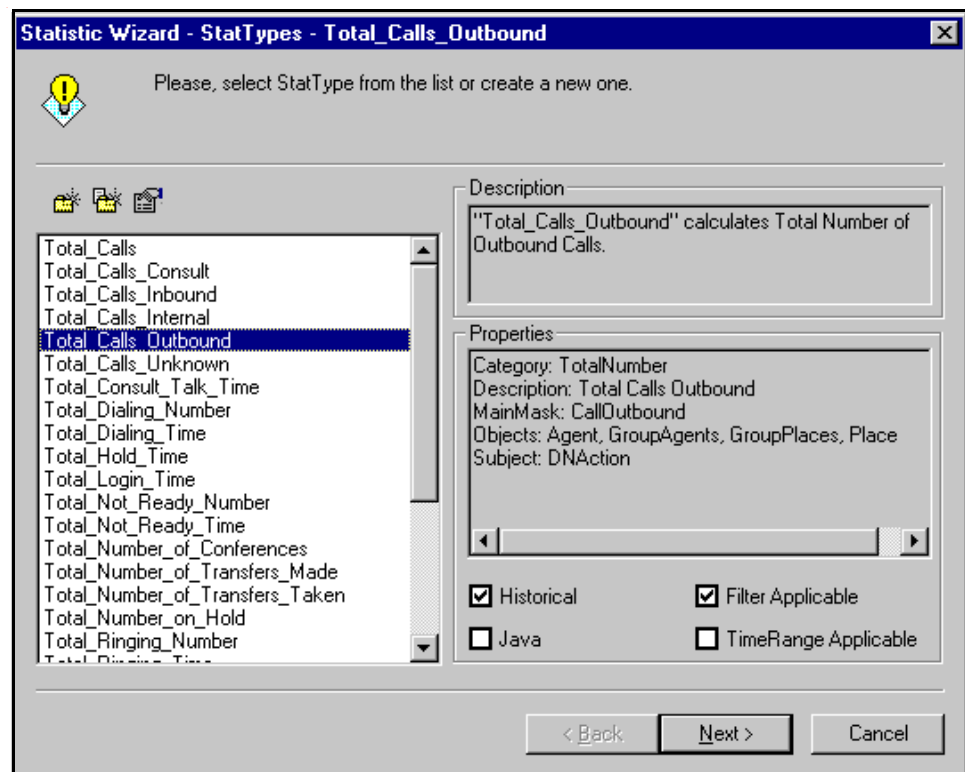 Statistic Wizard - StatTypes - Total_Calls_Outbound
Please, select StatType from the list or create a new one.
Total_Calls
Total_Calls_Consult
Total_Calls_Inbound
Total_Calls_Internal
Total_Calls_Outbound
Total_Calls_Unknown
Total_Consult_Talk_Time
Total_Dialing_Number
Total_Dialing_Time
Total_Hold_Time
Total_Login_Time
Total_Not_Ready_Number
Total_Not_Ready_Time
Total_Number_of_Conferences
Total_Number_of_Transfers_Made
Total_Number_of_Transfers_Taken
Total_Number_on_Hold
Total_Ringing_Number
Total_Ringing_Time
Description
"Total_Calls_Outbound" calculates Total Number of
Outbound Calls.
Properties
Category: TotalNumber
Description: Total Calls Outbound
MainMask: CallOutbound
Objects: Agent, GroupAgents, GroupPlaces, Place
Subject: DNAction
Historical
Filter Applicable
Java
TimeRange Applicable
< Back
Next >
Cancel